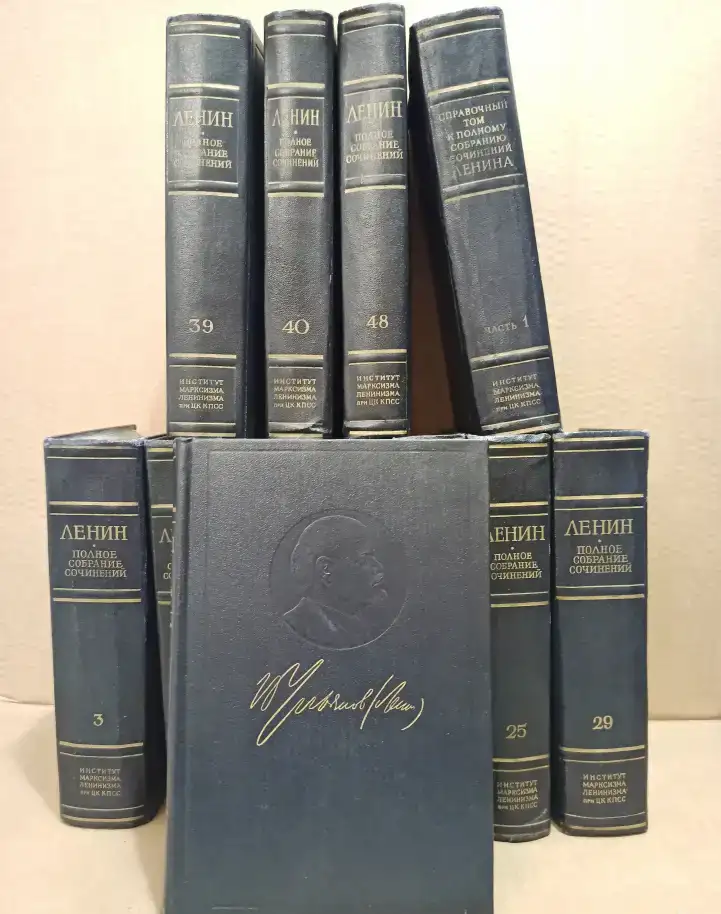 ЛЕНИН
ПОЛНОЕ
СОБРАНИЕ
СОЧИНЕНИЙ
39
ИНСТИТУТ
МАРКСИЗМА
ЛЕНИНИЗМА
ПРИ ЦК КПСС
ЛЕНИН
ПОЛНОЕ
СОБРАНИЕ
СОЧИНЕНИЙ
40
ИНСТИТУТ
МАРКСИЗМА
ЛЕНИНИЗМА
ПРИ ЦК КПСС
ЛЕНИН
ПОЛНОЕ
СОБРАНИЕ
СОЧИНЕНИЙ
48
ИНСТИТУТ
МАРКСИЗМА
ЛЕНИНИЗМА
ПРИ ЦК КПСС
СПРАВОЧНЫЙ
ТОМ
К ПОЛНОМУ
СОБРАНИЮ
СОЧИНЕНИЙ
ЛЕНИНА
ЧАСТЬ 1
ИНСТИТУТ
МАРКСИЗМА
ЛЕНИНИЗМА
ПРИ ЦК КПСС
ЛЕНИН
ПОЛНОЕ
СОБРАНИЕ
СОЧИНЕНИЙ
3
ИНСТИТУТ
МАРКСИЗМА
ЛЕНИНИЗМА
ПРИ ЦК КПСС
В Ульянов (Ленин)
ЛЕНИН
ПОЛНОЕ
СОБРАНИЕ
СОЧИНЕНИЙ
25
ИНСТИТУТ
МАРКСИЗМА
ЛЕНИНИЗМА
ПРИ ЦК КПСС
ЛЕНИН
ПОЛНОЕ
СОБРАНИЕ
СОЧИНЕНИЙ
29
ИНСТИТУТ
МАРКСИЗМА
ЛЕНИНИЗМА
ПРИ ЦК КПСС